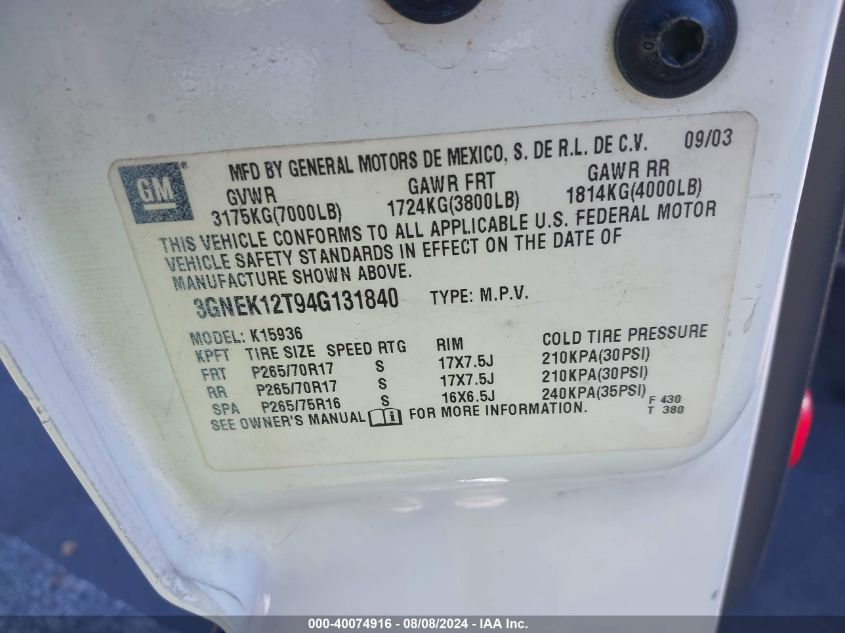 GM
MFD BY GENERAL MOTORS DE MEXICO, S. DE R.L. DE C.V. 09/03
GVWR GAWR FRT GAWR RR
3175KG(7000LB) 1724KG(3800LB) 1814KG(4000LB)
THIS VEHICLE CONFORMS TO ALL APPLICABLE U.S. FEDERAL MOTOR
VEHICLE SAFETY STANDARDS IN EFFECT ON THE DATE OF
MANUFACTURE SHOWN ABOVE.
3GNEK12T94G131840 TYPE: M.P.V.
MODEL: K15936
KPFT TIRE SIZE SPEED RTG RIM COLD TIRE PRESSURE
FRT P265/70R17 S 17X7.5J 210KPA(30PSI)
RR P265/70R17 S 17X7.5J 210KPA(30PSI)
SPA P265/75R16 S 16X6.5J 240KPA(35PSI) F 430
SEE OWNER'S MANUAL FOR MORE INFORMATION. T 380
000-40074916 - 08/08/2024 - IAA Inc.